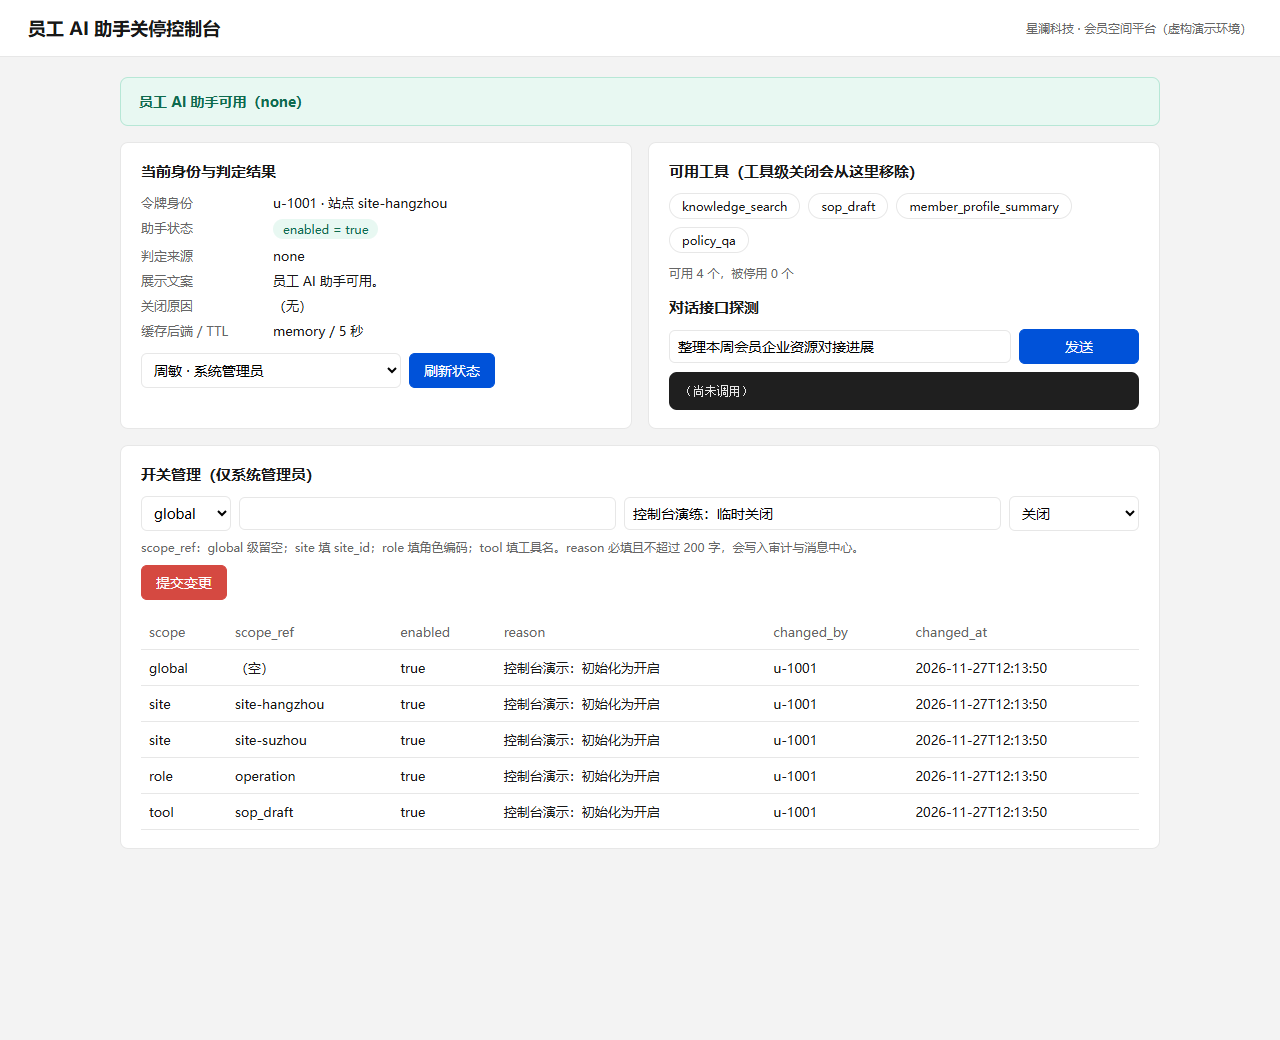 员工 AI 助手关停控制台
星澜科技 · 会员空间平台（虚构演示环境）
员工 AI 助手可用（none）
当前身份与判定结果
令牌身份 u-1001 · 站点 site-hangzhou
助手状态 enabled = true
判定来源 none
展示文案 员工 AI 助手可用。
关闭原因 （无）
缓存后端 / TTL memory / 5 秒
周敏 · 系统管理员 刷新状态
可用工具（工具级关闭会从这里移除）
knowledge_search sop_draft member_profile_summary
policy_qa
可用 4 个，被停用 0 个
对话接口探测
整理本周会员企业资源对接进展 发送
（尚未调用）
开关管理（仅系统管理员）
global 控制台演练：临时关闭 关闭
scope_ref：global 级留空；site 填 site_id；role 填角色编码；tool 填工具名。reason 必填且不超过 200 字，会写入审计与消息中心。
提交变更
scope scope_ref enabled reason changed_by changed_at
global （空） true 控制台演示：初始化为开启 u-1001 2026-11-27T12:13:50
site site-hangzhou true 控制台演示：初始化为开启 u-1001 2026-11-27T12:13:50
site site-suzhou true 控制台演示：初始化为开启 u-1001 2026-11-27T12:13:50
role operation true 控制台演示：初始化为开启 u-1001 2026-11-27T12:13:50
tool sop_draft true 控制台演示：初始化为开启 u-1001 2026-11-27T12:13:50